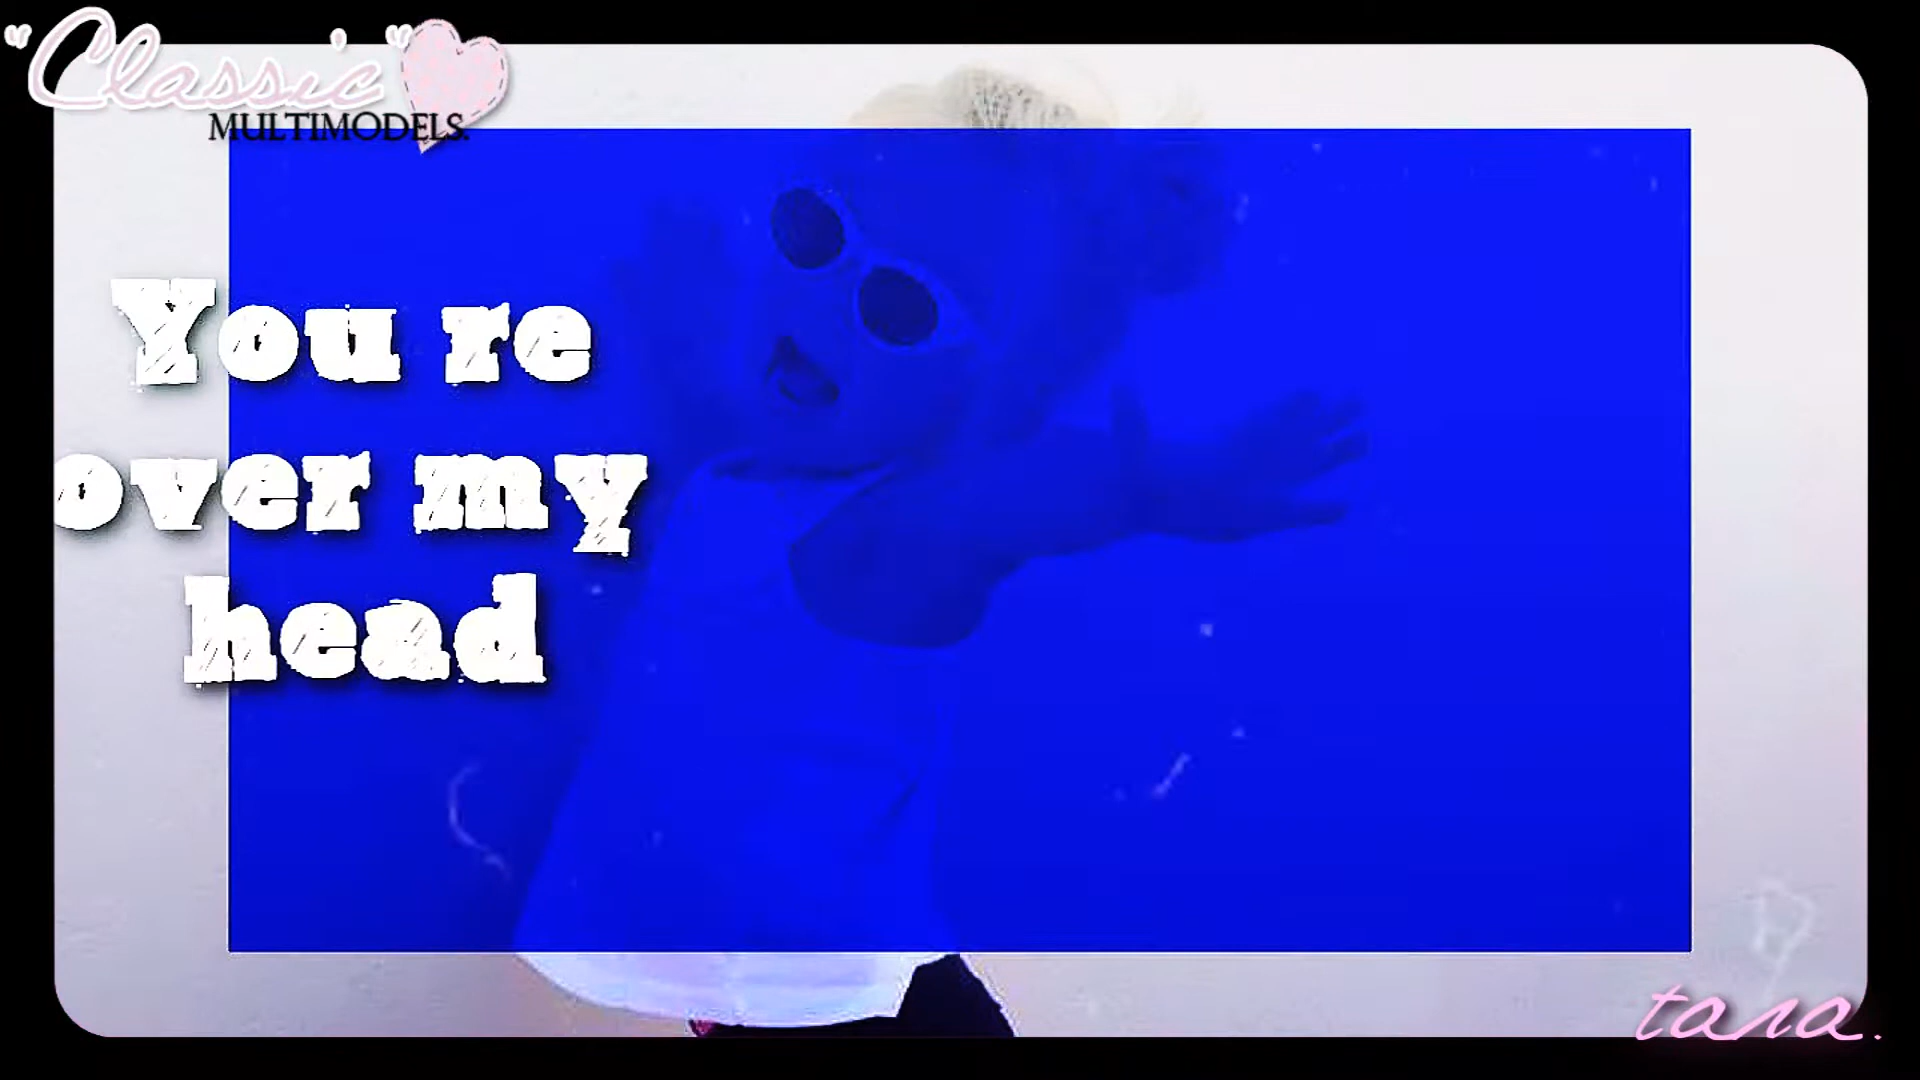 "Classic"
MULTIMODELS.
You re
over my
head
tara.